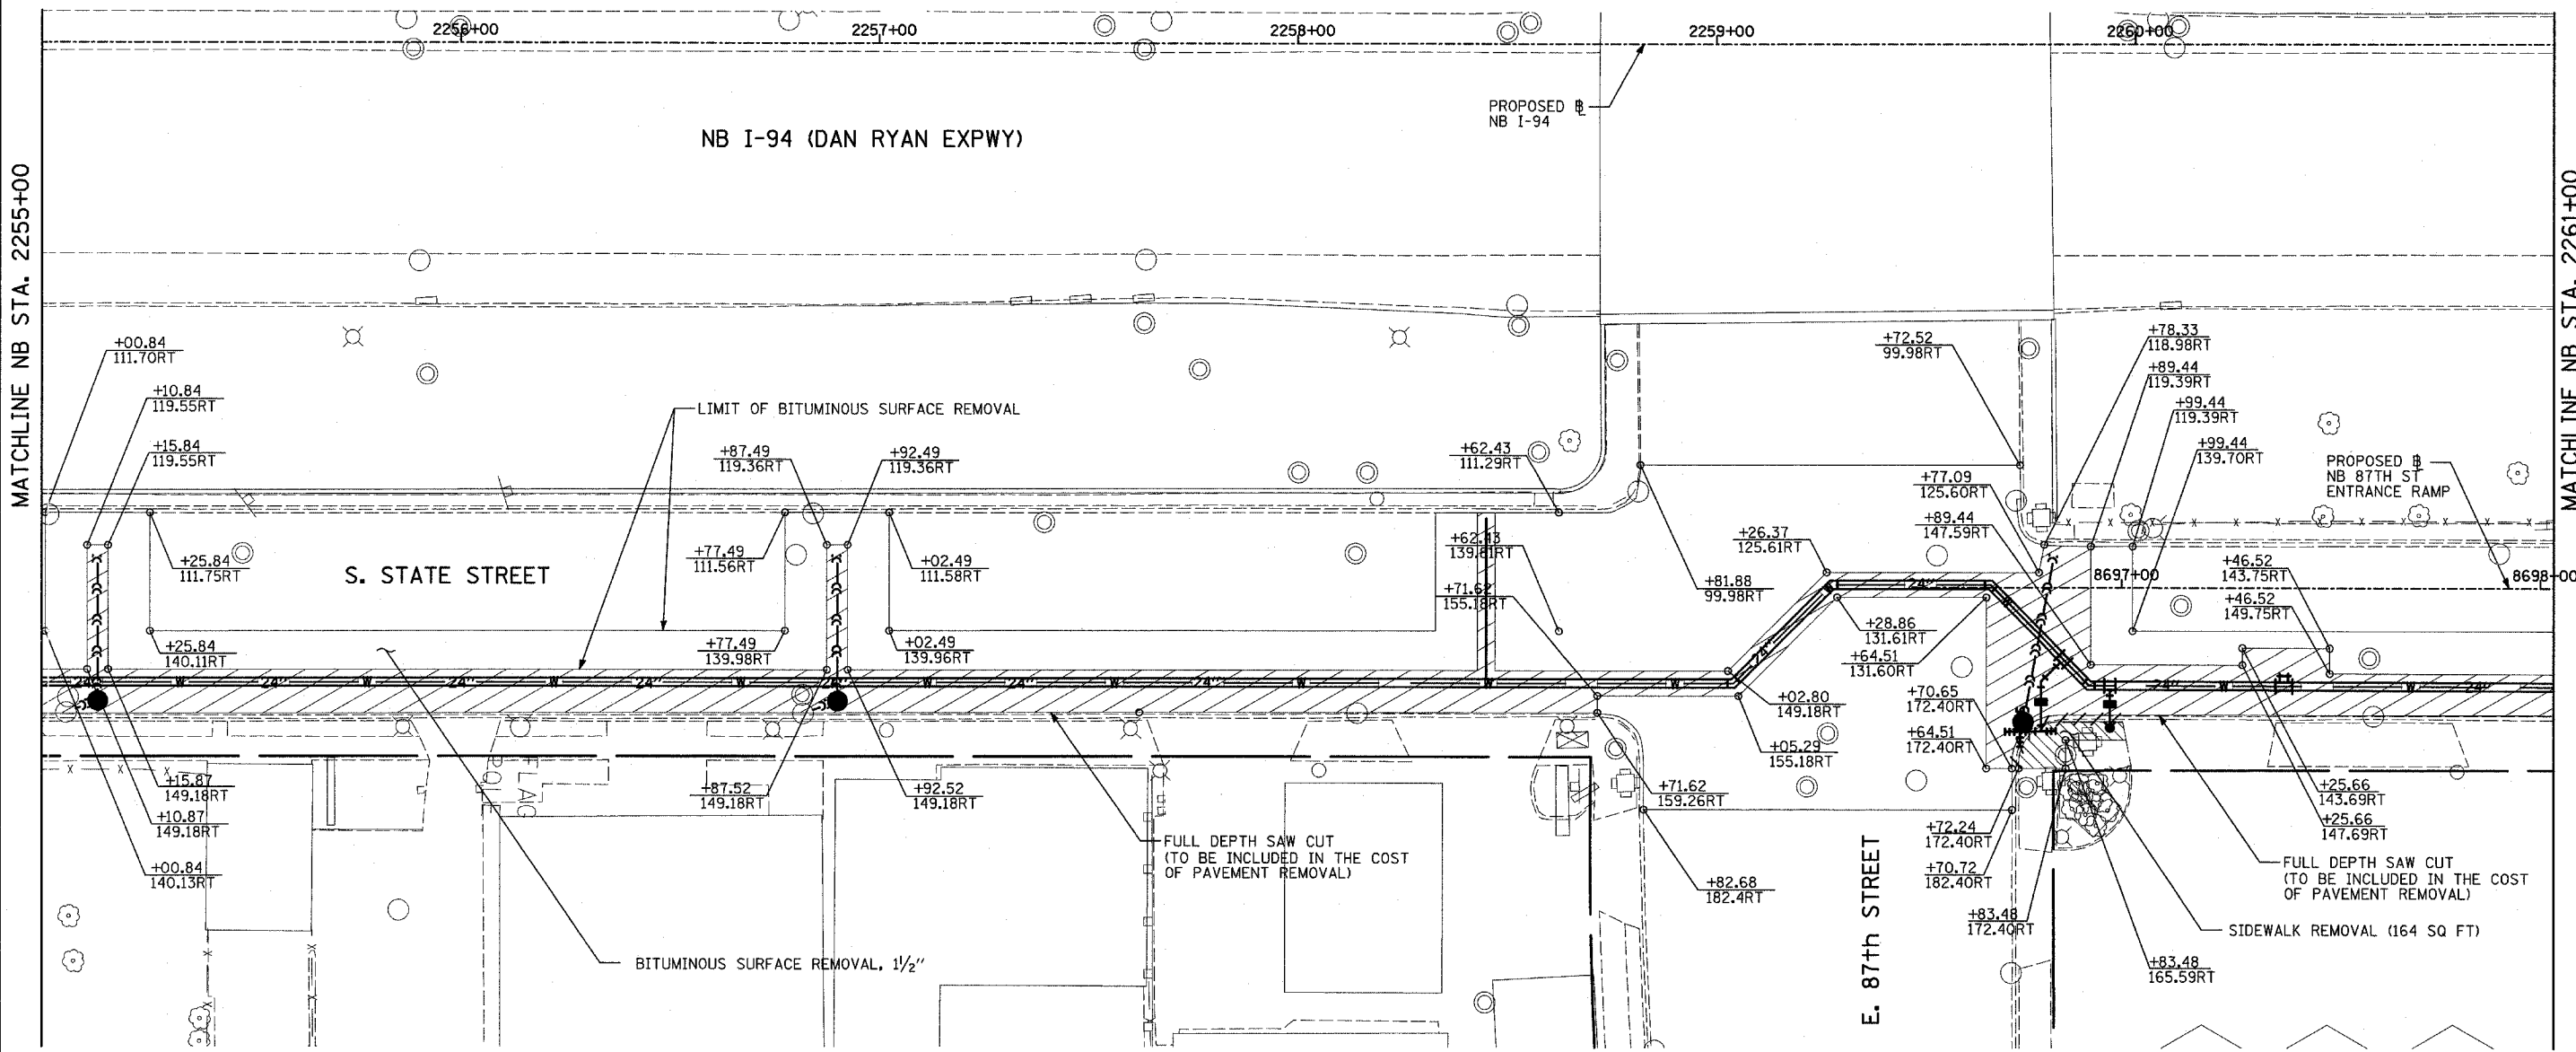 2256+00
2257+00
2258+00
2259+00
2260+00
MATCHLINE NB STA. 2255+00
MATCHLINE NB STA. 2261+00
NB I-94 (DAN RYAN EXPWY)
PROPOSED ℄
NB I-94
+00.84
111.70RT
+10.84
119.55RT
+15.84
119.55RT
LIMIT OF BITUMINOUS SURFACE REMOVAL
+87.49
119.36RT
+92.49
119.36RT
+62.43
111.29RT
+72.52
99.98RT
+78.33
118.98RT
+89.44
119.39RT
+99.44
119.39RT
+99.44
139.70RT
PROPOSED ℄
NB 87TH ST
ENTRANCE RAMP
+77.09
125.60RT
+89.44
147.59RT
+25.84
111.75RT
S. STATE STREET
+77.49
111.56RT
+02.49
111.58RT
+62.43
139.81RT
+26.37
125.61RT
+81.88
99.98RT
8697+00
8698+00
+46.52
143.75RT
+46.52
149.75RT
+71.62
155.18RT
24"
+28.86
131.61RT
+64.51
131.60RT
+25.84
140.11RT
+77.49
139.98RT
+02.49
139.96RT
24"
24" W 24" W 24" W 24" W 24" W 24" W 24" W W W
24" W 24"
+02.80
149.18RT
+70.65
172.40RT
+64.51
172.40RT
+05.29
155.18RT
FLAG
POLE
+15.87
149.18RT
+10.87
149.18RT
+00.84
140.13RT
+87.52
149.18RT
+92.52
149.18RT
+71.62
159.26RT
+25.66
143.69RT
+25.66
147.69RT
FULL DEPTH SAW CUT
(TO BE INCLUDED IN THE COST
OF PAVEMENT REMOVAL)
+82.68
182.4RT
E. 87th STREET
+72.24
172.40RT
+70.72
182.40RT
+83.48
172.40RT
+83.48
165.59RT
FULL DEPTH SAW CUT
(TO BE INCLUDED IN THE COST
OF PAVEMENT REMOVAL)
SIDEWALK REMOVAL (164 SQ FT)
BITUMINOUS SURFACE REMOVAL, 1½"